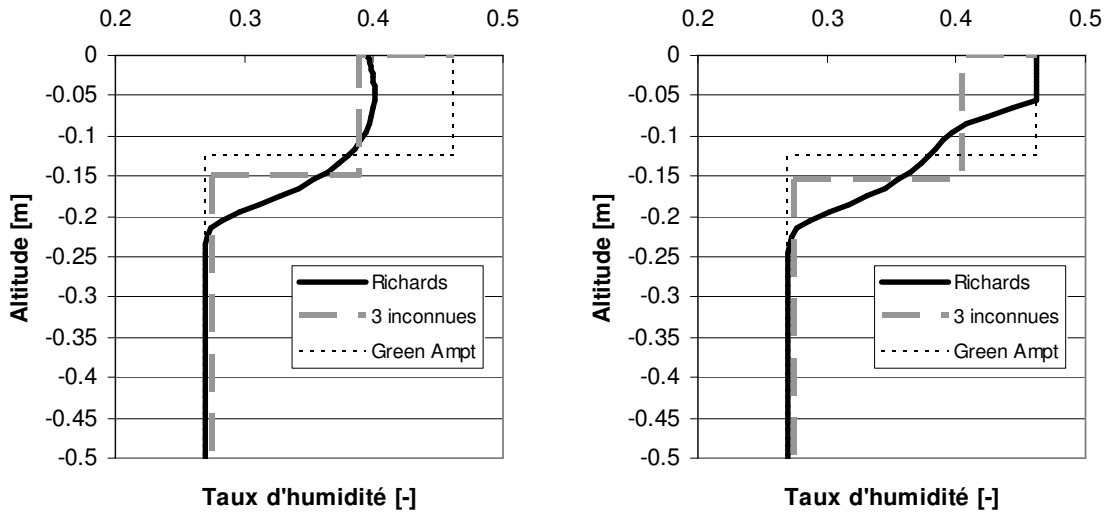 0.2 0.3 0.4 0.5
0
-0.05
-0.1
-0.15
-0.2
-0.25
-0.3
-0.35
-0.4
-0.45
-0.5
Altitude [m]
Richards
3 inconnues
Green Ampt
Taux d'humidité [-]
0.2 0.3 0.4 0.5
0
-0.05
-0.1
-0.15
-0.2
-0.25
-0.3
-0.35
-0.4
-0.45
-0.5
Altitude [m]
Richards
3 inconnues
Green Ampt
Taux d'humidité [-]